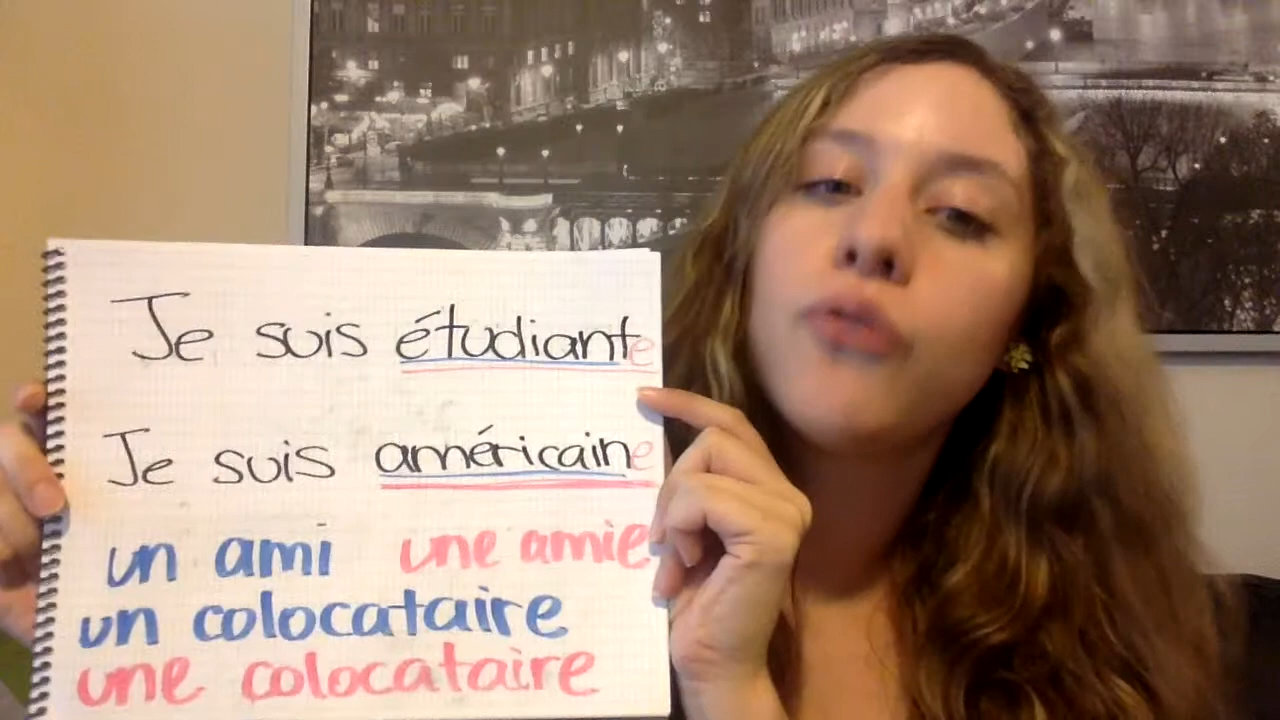 Je suis étudiante
Je suis américaine
un ami une amie
un colocataire
une colocataire